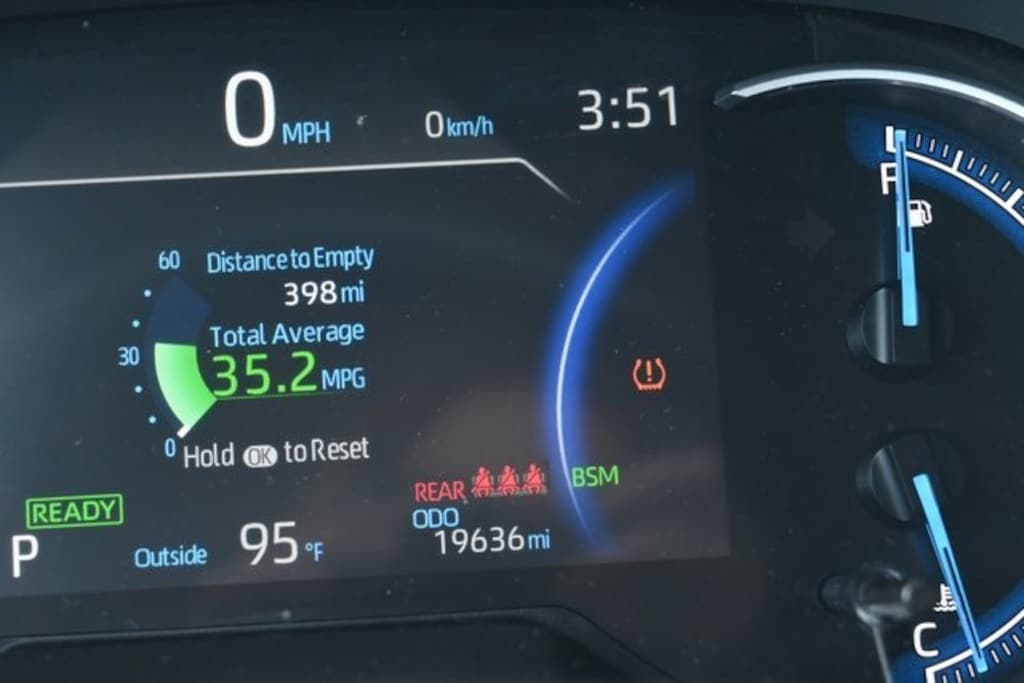 0 MPH 0 km/h 3:51
F
60 Distance to Empty
398 mi
Total Average
30 35.2 MPG
0 Hold OK to Reset
REAR BSM
READY ODO
P Outside 95 °F 19636 mi
C